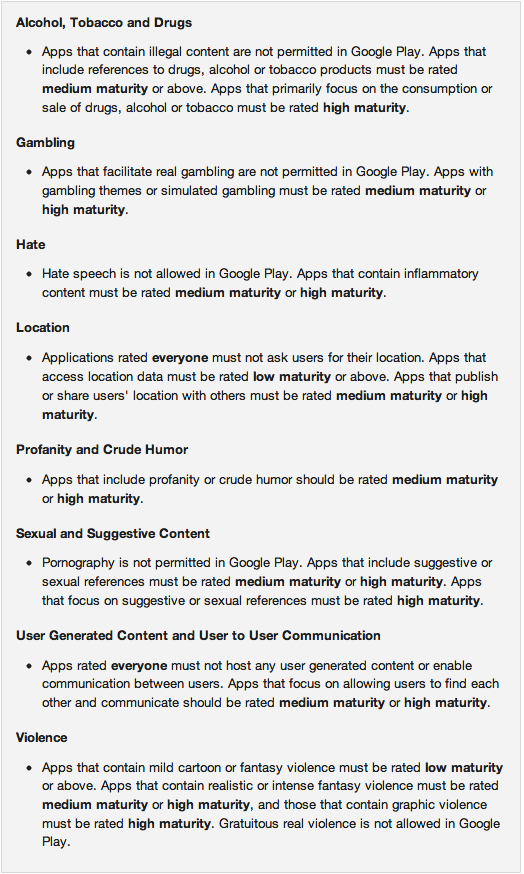 Alcohol, Tobacco and Drugs
• Apps that contain illegal content are not permitted in Google Play. Apps that
include references to drugs, alcohol or tobacco products must be rated
medium maturity or above. Apps that primarily focus on the consumption or
sale of drugs, alcohol or tobacco must be rated high maturity.
Gambling
• Apps that facilitate real gambling are not permitted in Google Play. Apps with
gambling themes or simulated gambling must be rated medium maturity or
high maturity.
Hate
• Hate speech is not allowed in Google Play. Apps that contain inflammatory
content must be rated medium maturity or high maturity.
Location
• Applications rated everyone must not ask users for their location. Apps that
access location data must be rated low maturity or above. Apps that publish
or share users' location with others must be rated medium maturity or high
maturity.
Profanity and Crude Humor
• Apps that include profanity or crude humor should be rated medium maturity
or high maturity.
Sexual and Suggestive Content
• Pornography is not permitted in Google Play. Apps that include suggestive or
sexual references must be rated medium maturity or high maturity. Apps
that focus on suggestive or sexual references must be rated high maturity.
User Generated Content and User to User Communication
• Apps rated everyone must not host any user generated content or enable
communication between users. Apps that focus on allowing users to find each
other and communicate should be rated medium maturity or high maturity.
Violence
• Apps that contain mild cartoon or fantasy violence must be rated low maturity
or above. Apps that contain realistic or intense fantasy violence must be rated
medium maturity or high maturity, and those that contain graphic violence
must be rated high maturity. Gratuitous real violence is not allowed in Google
Play.